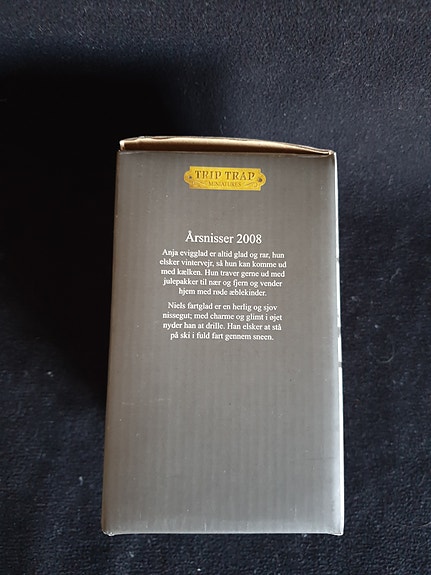 TRIP TRAP
MINIATURES
Årsnisser 2008
Anja evigglad er altid glad og rar, hun
elsker vintervejr, så hun kan komme ud
med kælken. Hun traver gerne ud med
julepakker til nær og fjern og vender
hjem med røde æblekinder.
Niels fartglad er en herlig og sjov
nissegut; med charme og glimt i øjet
nyder han at drille. Han elsker at stå
på ski i fuld fart gennem sneen.